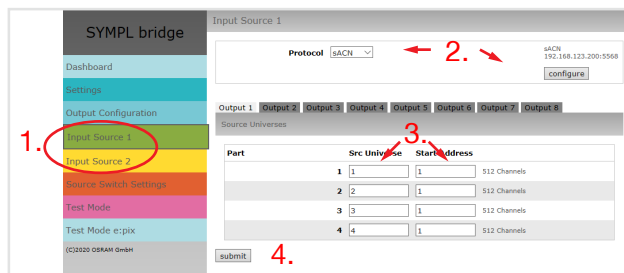 SYMPL bridge
Dashboard
Settings
Output Configuration
1.
Input Source 1
Input Source 2
Source Switch Settings
Test Mode
Test Mode e:pix
(C)2020 OSRAM GmbH
Input Source 1
Protocol sACN
2.
sACN
192.168.123.200:5568
configure
Output 1 Output 2 Output 3 Output 4 Output 5 Output 6 Output 7 Output 8
Source Universes
3.
Part Src Universe Start Address
1 1 1 512 Channels
2 2 1 512 Channels
3 3 1 512 Channels
4 4 1 512 Channels
submit
4.